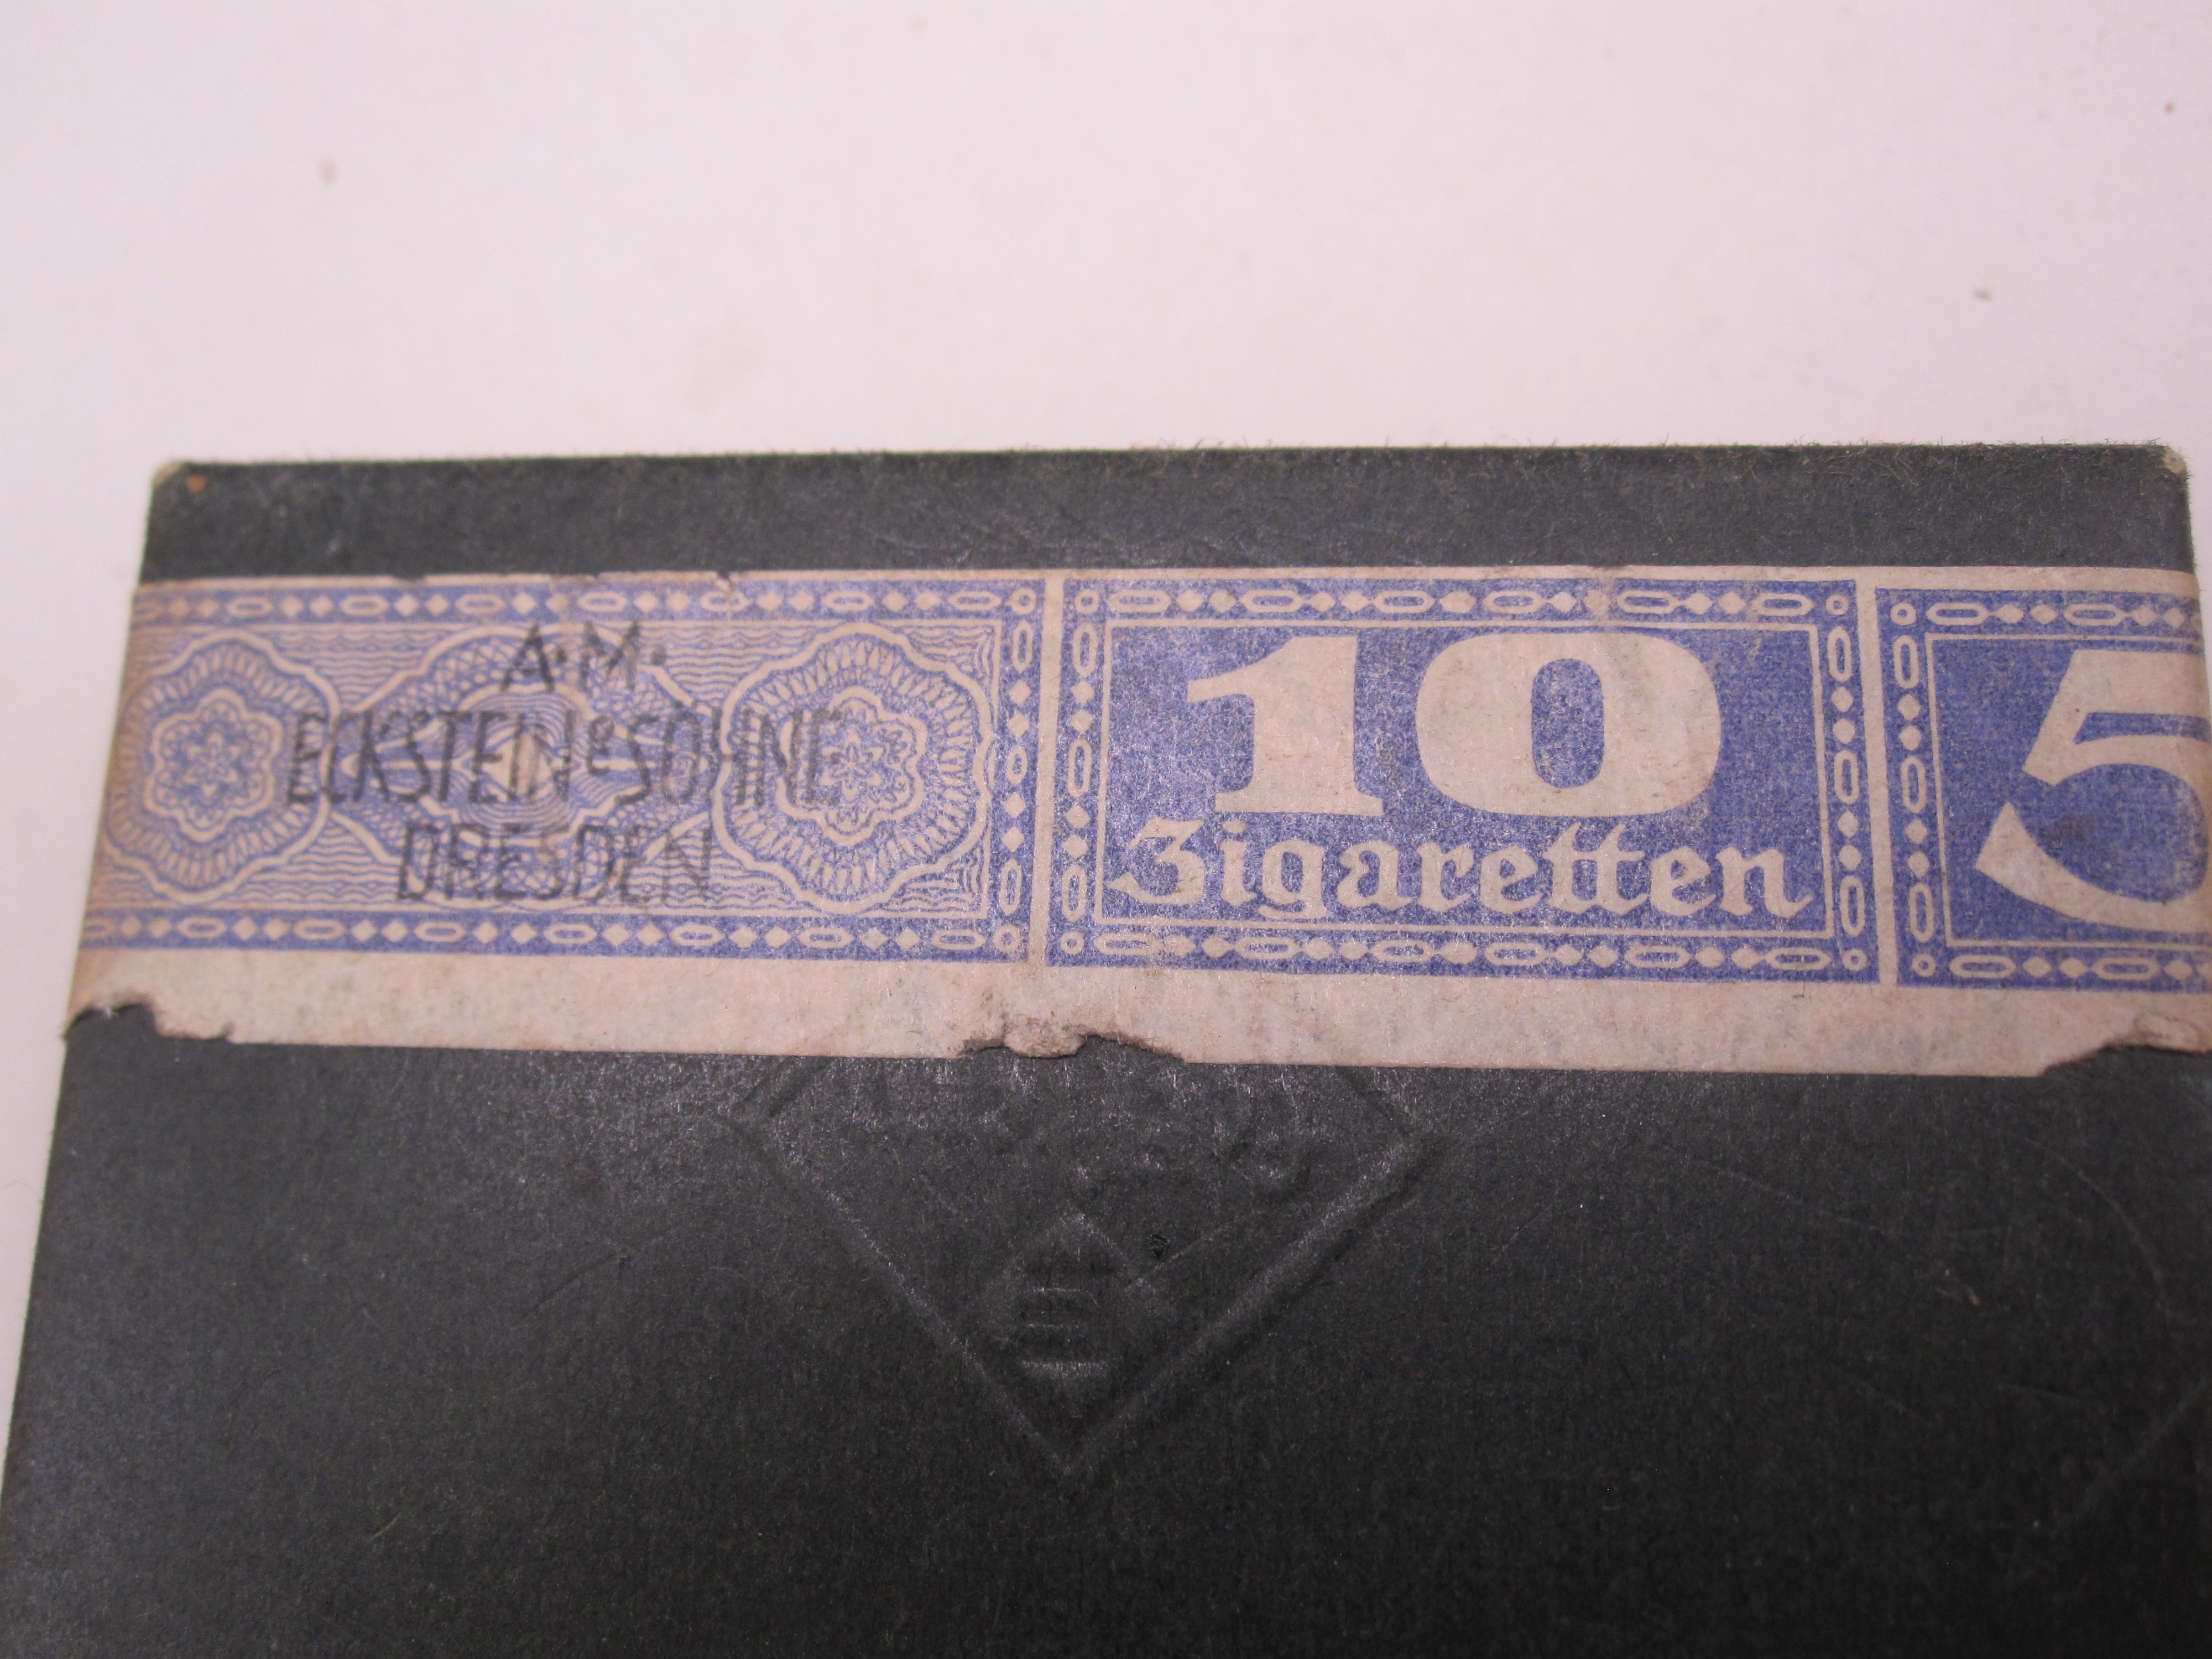 A·M·
ECKSTEIN & SÖHNE
DRESDEN
10
Zigaretten
5